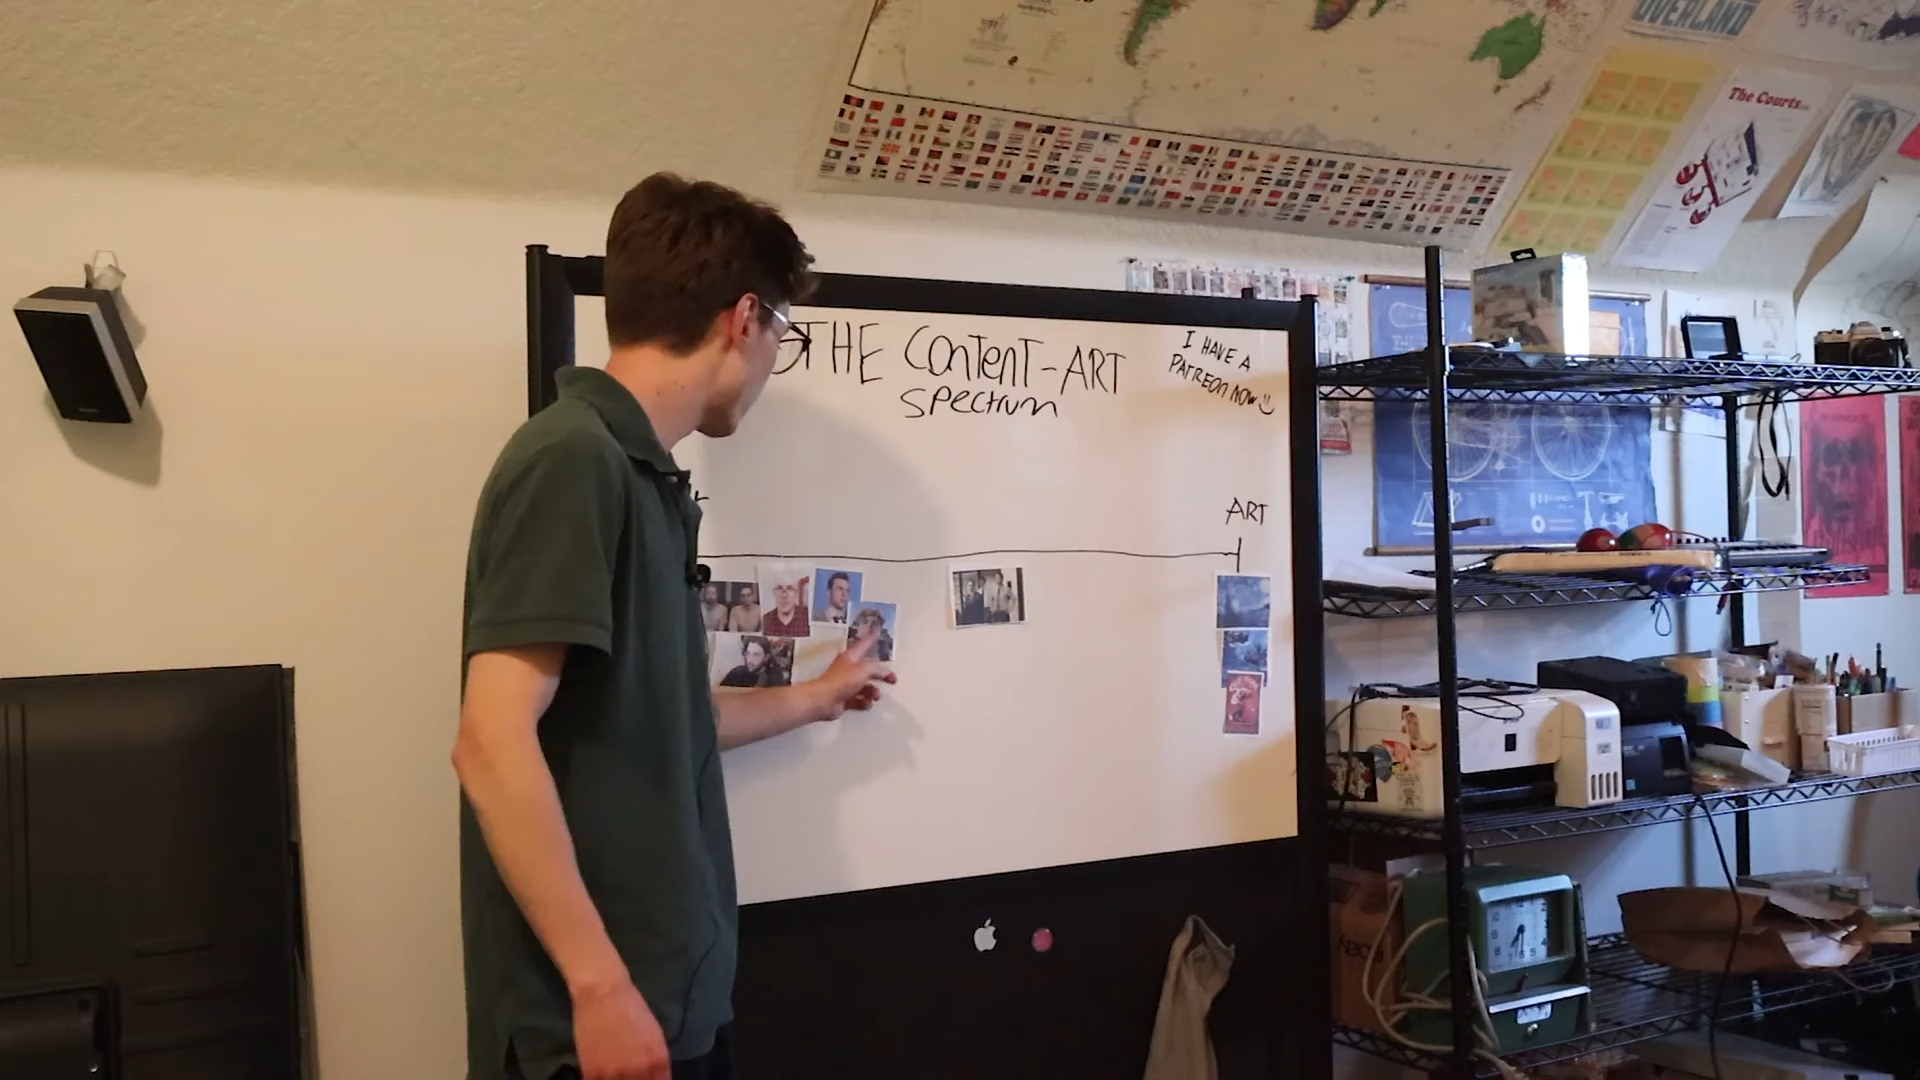 OVERLAND
The Courts
THE CONTENT-ART
SPECTRUM
I HAVE A
PATREON NOW
ART